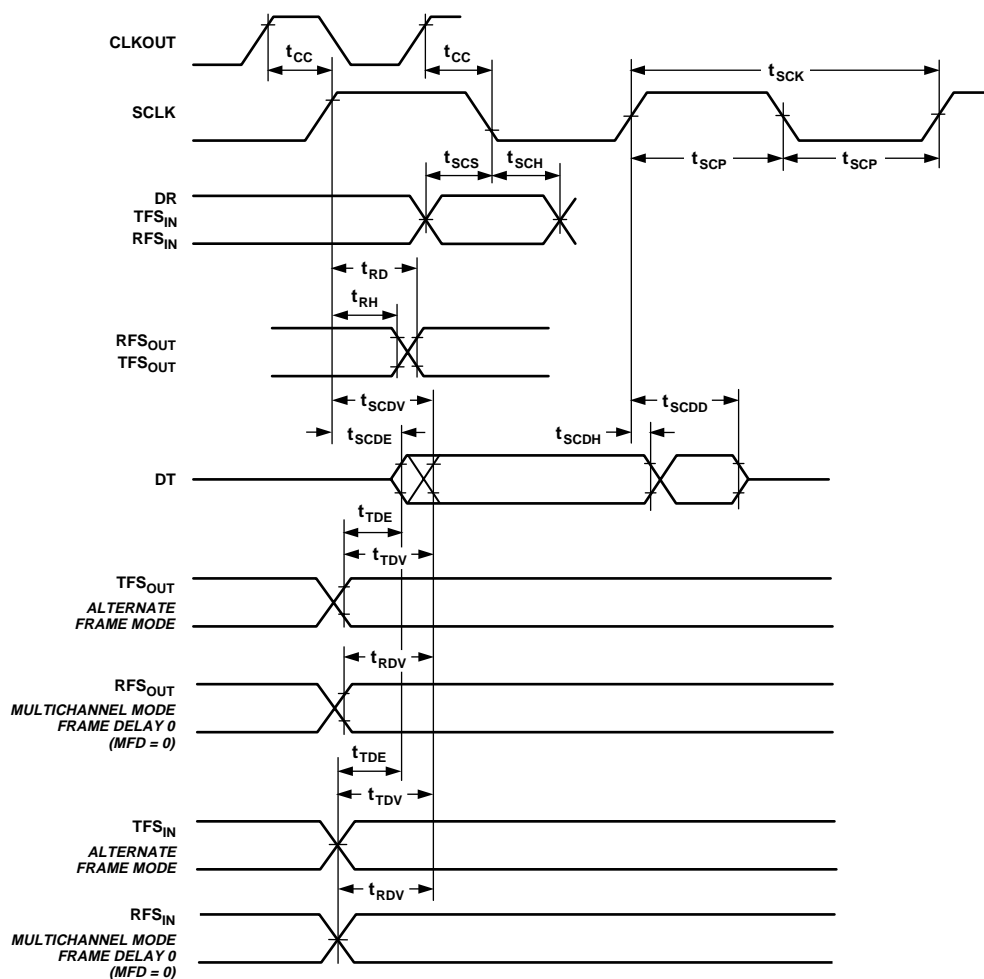 CLKOUT
tCC
tCC
tSCK
SCLK
tSCP
tSCP
tSCS
tSCH
DR
TFSIN
RFSIN
tRD
tRH
RFSOUT
TFSOUT
tSCDV
tSCDD
tSCDE
tSCDH
DT
tTDE
tTDV
TFSOUT
ALTERNATE
FRAME MODE
tRDV
RFSOUT
MULTICHANNEL MODE
FRAME DELAY 0
(MFD = 0)
tTDE
tTDV
TFSIN
ALTERNATE
FRAME MODE
tRDV
RFSIN
MULTICHANNEL MODE
FRAME DELAY 0
(MFD = 0)